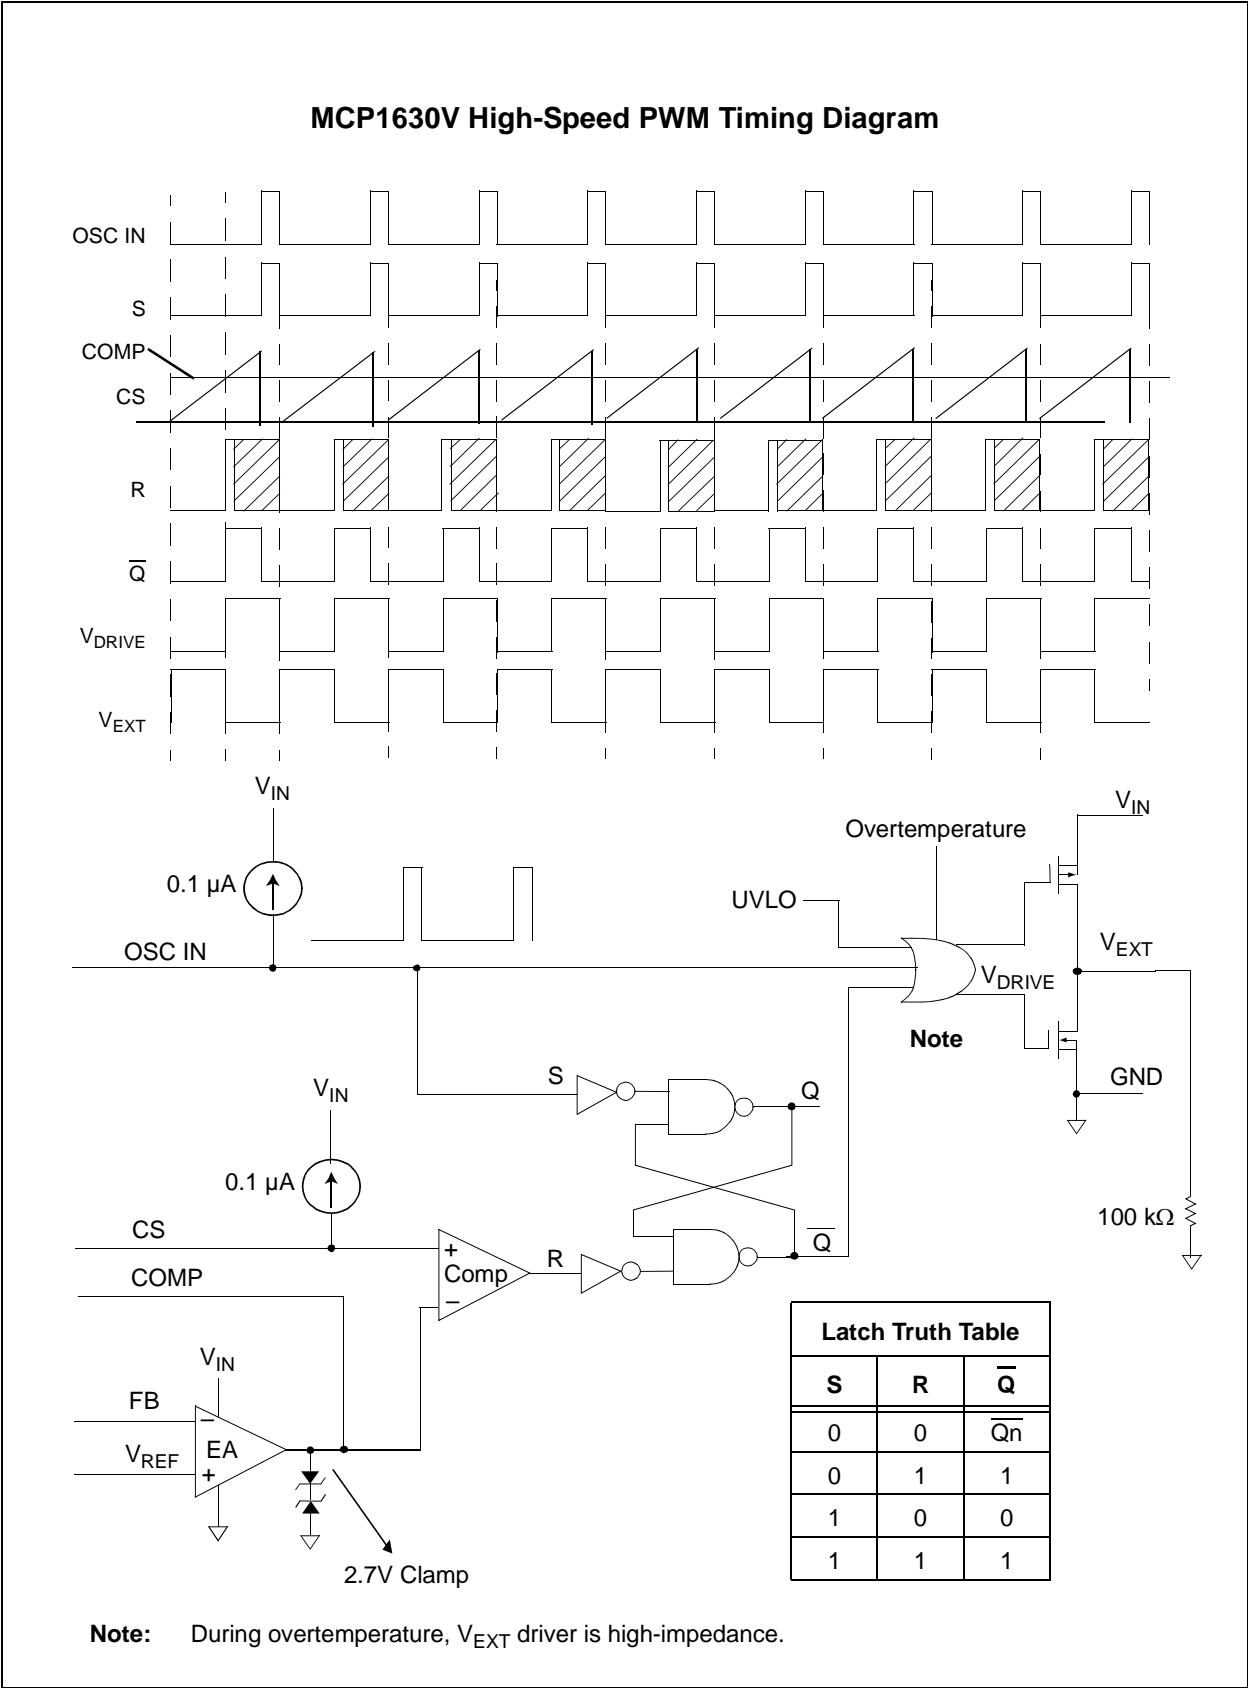 MCP1630V High-Speed PWM Timing Diagram
OSC IN
S
COMP
CS
R
Q̅
VDRIVE
VEXT
VIN
0.1 µA
OSC IN
Overtemperature
UVLO
VIN
VEXT
VDRIVE
Note
GND
S
Q
VIN
0.1 µA
100 kΩ
CS
COMP
+
Comp
−
R
Q̅
VIN
FB
−
EA
VREF
+
2.7V Clamp
Latch Truth Table
S R Q̅
0 0 Q̅n̅
0 1 1
1 0 0
1 1 1
Note: During overtemperature, VEXT driver is high-impedance.